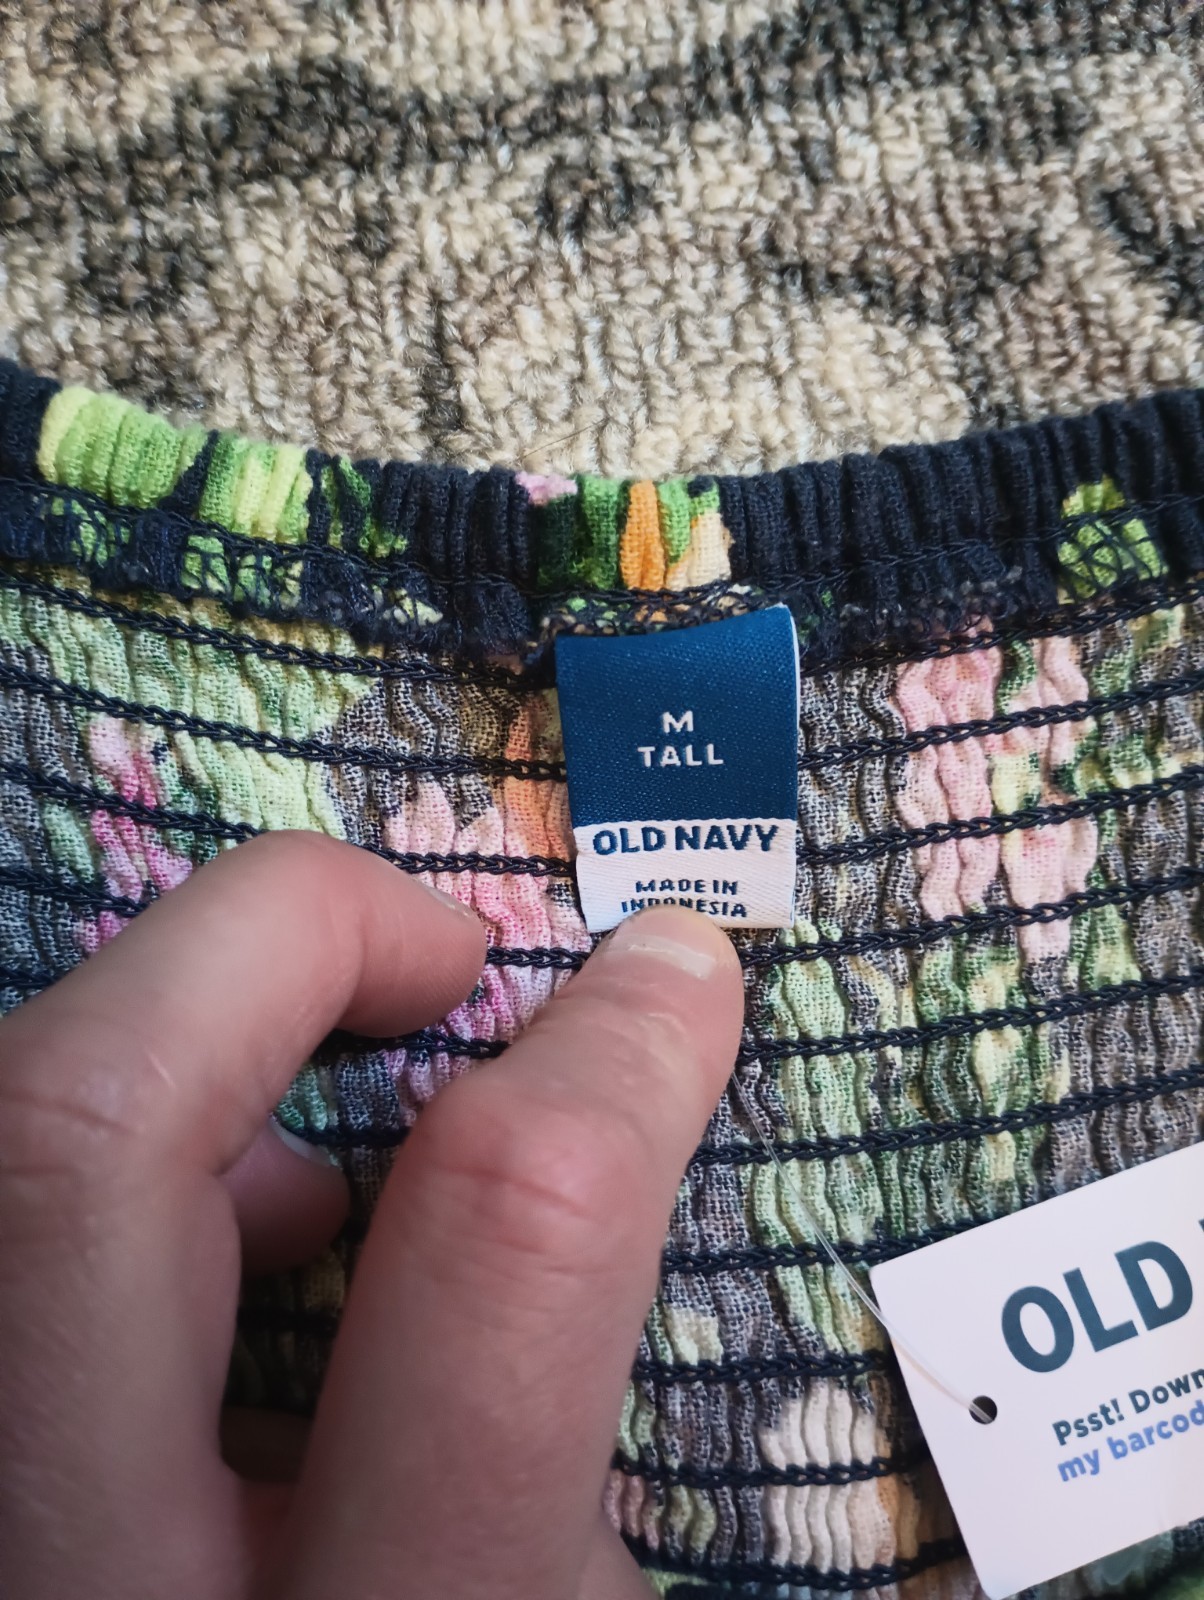 M
TALL
OLD NAVY
MADE IN
INDONESIA
OLD
Psst! Down
my barcod